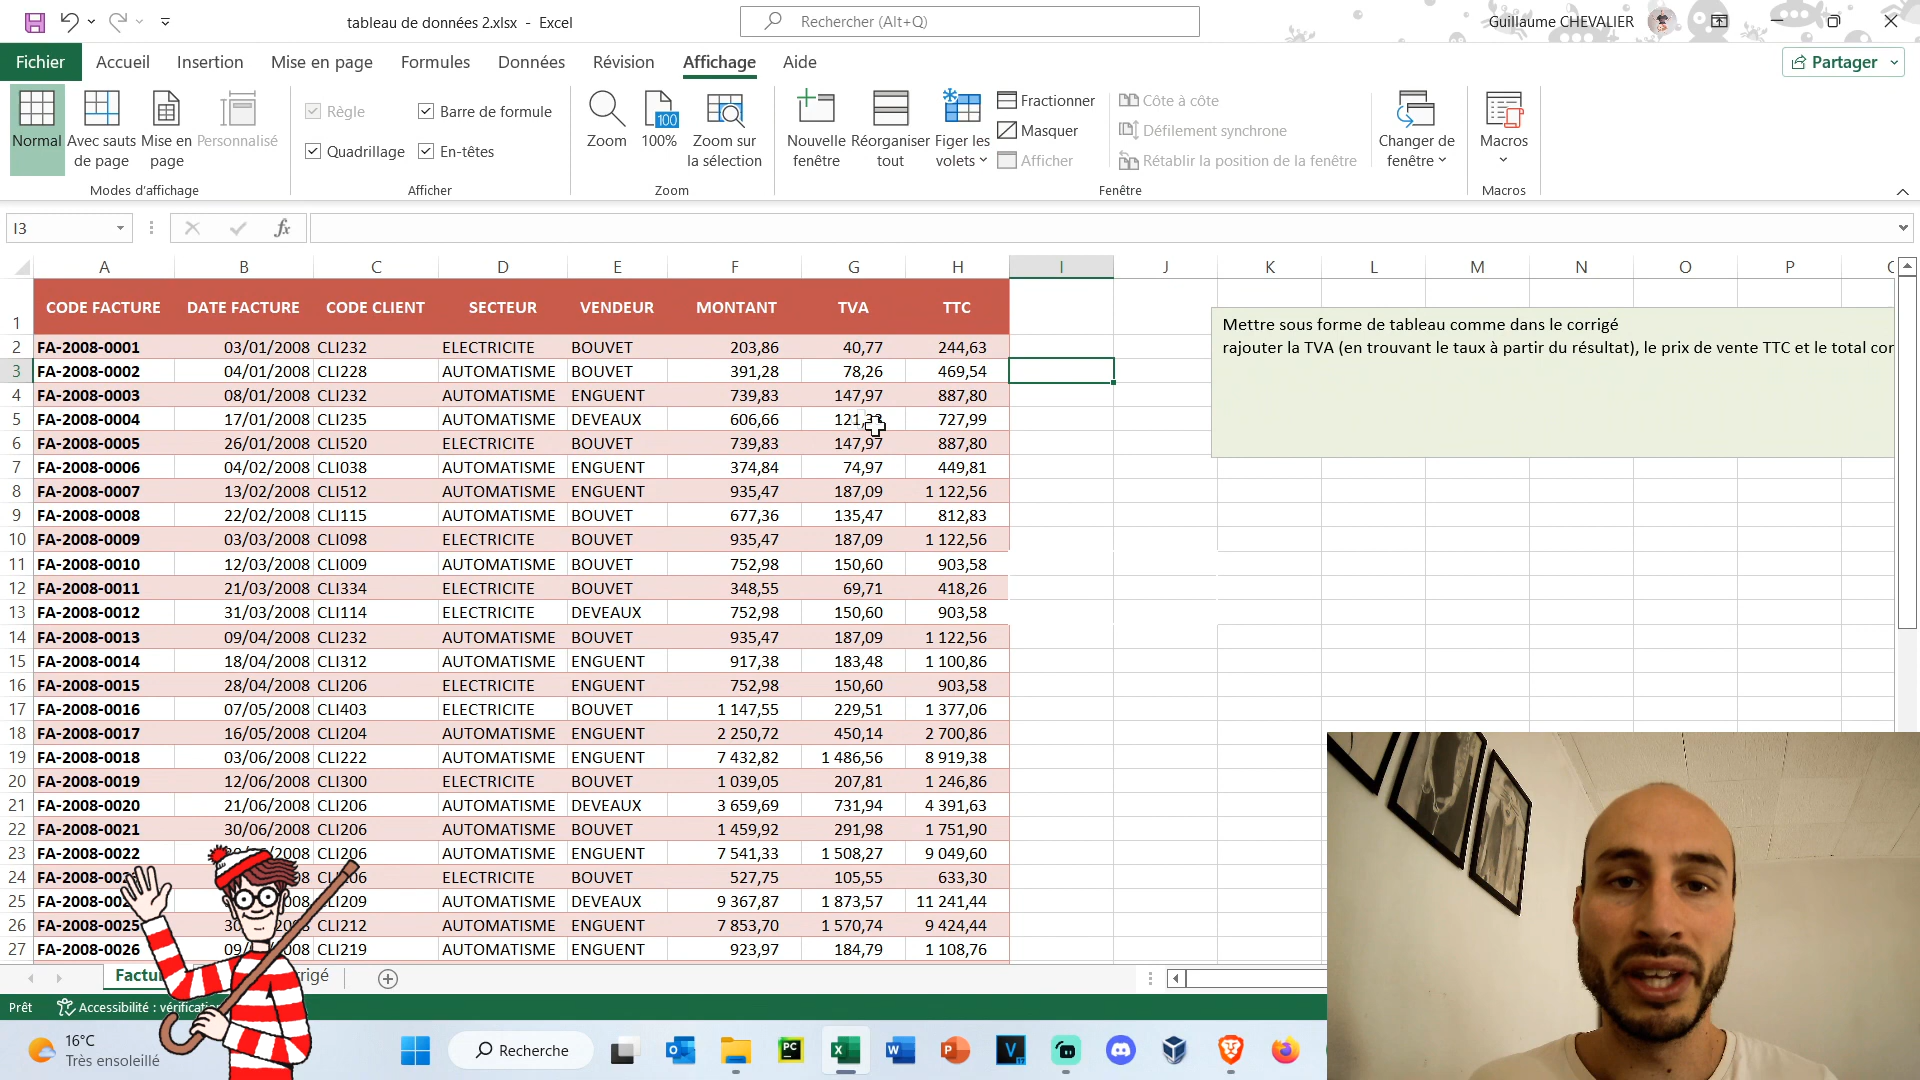 tableau de données 2.xlsx - Excel
Rechercher (Alt+Q)
Guillaume CHEVALIER
Fichier Accueil Insertion Mise en page Formules Données Révision Affichage Aide
Partager
Normal
Avec sauts de page
Mise en page
Personnalisé
Modes d'affichage
Règle
Barre de formule
Quadrillage
En-têtes
Afficher
Zoom
100
100%
Zoom sur la sélection
Zoom
Nouvelle fenêtre
Réorganiser tout
Figer les volets
Fractionner
Masquer
Afficher
Côte à côte
Défilement synchrone
Rétablir la position de la fenêtre
Changer de fenêtre
Fenêtre
Macros
Macros
I3
fx
A B C D E F G H I J K L M N O P
1 CODE FACTURE DATE FACTURE CODE CLIENT SECTEUR VENDEUR MONTANT TVA TTC
Mettre sous forme de tableau comme dans le corrigé
rajouter la TVA (en trouvant le taux à partir du résultat), le prix de vente TTC et le total cor
2 FA-2008-0001 03/01/2008 CLI232 ELECTRICITE BOUVET 203,86 40,77 244,63
3 FA-2008-0002 04/01/2008 CLI228 AUTOMATISME BOUVET 391,28 78,26 469,54
4 FA-2008-0003 08/01/2008 CLI232 AUTOMATISME ENGUENT 739,83 147,97 887,80
5 FA-2008-0004 17/01/2008 CLI235 AUTOMATISME DEVEAUX 606,66 727,99
6 FA-2008-0005 26/01/2008 CLI520 ELECTRICITE BOUVET 739,83 147,97 887,80
7 FA-2008-0006 04/02/2008 CLI038 AUTOMATISME ENGUENT 374,84 74,97 449,81
8 FA-2008-0007 13/02/2008 CLI512 AUTOMATISME ENGUENT 935,47 187,09 1 122,56
9 FA-2008-0008 22/02/2008 CLI115 AUTOMATISME BOUVET 677,36 135,47 812,83
10 FA-2008-0009 03/03/2008 CLI098 ELECTRICITE BOUVET 935,47 187,09 1 122,56
11 FA-2008-0010 12/03/2008 CLI009 AUTOMATISME BOUVET 752,98 150,60 903,58
12 FA-2008-0011 21/03/2008 CLI334 ELECTRICITE BOUVET 348,55 69,71 418,26
13 FA-2008-0012 31/03/2008 CLI114 ELECTRICITE DEVEAUX 752,98 150,60 903,58
14 FA-2008-0013 09/04/2008 CLI232 AUTOMATISME BOUVET 935,47 187,09 1 122,56
15 FA-2008-0014 18/04/2008 CLI312 AUTOMATISME ENGUENT 917,38 183,48 1 100,86
16 FA-2008-0015 28/04/2008 CLI206 ELECTRICITE ENGUENT 752,98 150,60 903,58
17 FA-2008-0016 07/05/2008 CLI403 ELECTRICITE BOUVET 1 147,55 229,51 1 377,06
18 FA-2008-0017 16/05/2008 CLI204 AUTOMATISME ENGUENT 2 250,72 450,14 2 700,86
19 FA-2008-0018 03/06/2008 CLI222 AUTOMATISME ENGUENT 7 432,82 1 486,56 8 919,38
20 FA-2008-0019 12/06/2008 CLI300 ELECTRICITE BOUVET 1 039,05 207,81 1 246,86
21 FA-2008-0020 21/06/2008 CLI206 AUTOMATISME DEVEAUX 3 659,69 731,94 4 391,63
22 FA-2008-0021 30/06/2008 CLI206 AUTOMATISME BOUVET 1 459,92 291,98 1 751,90
23 FA-2008-0022 2008 CLI206 AUTOMATISME ENGUENT 7 541,33 1 508,27 9 049,60
24 ELECTRICITE BOUVET 527,75 105,55 633,30
25 AUTOMATISME DEVEAUX 9 367,87 1 873,57 11 241,44
26 FA-2008-0025 CLI212 AUTOMATISME ENGUENT 7 853,70 1 570,74 9 424,44
27 FA-2008-0026 CLI219 AUTOMATISME ENGUENT 923,97 184,79 1 108,76
Prêt
Accessibilité :
16°C
Très ensoleillé
Recherche
PC